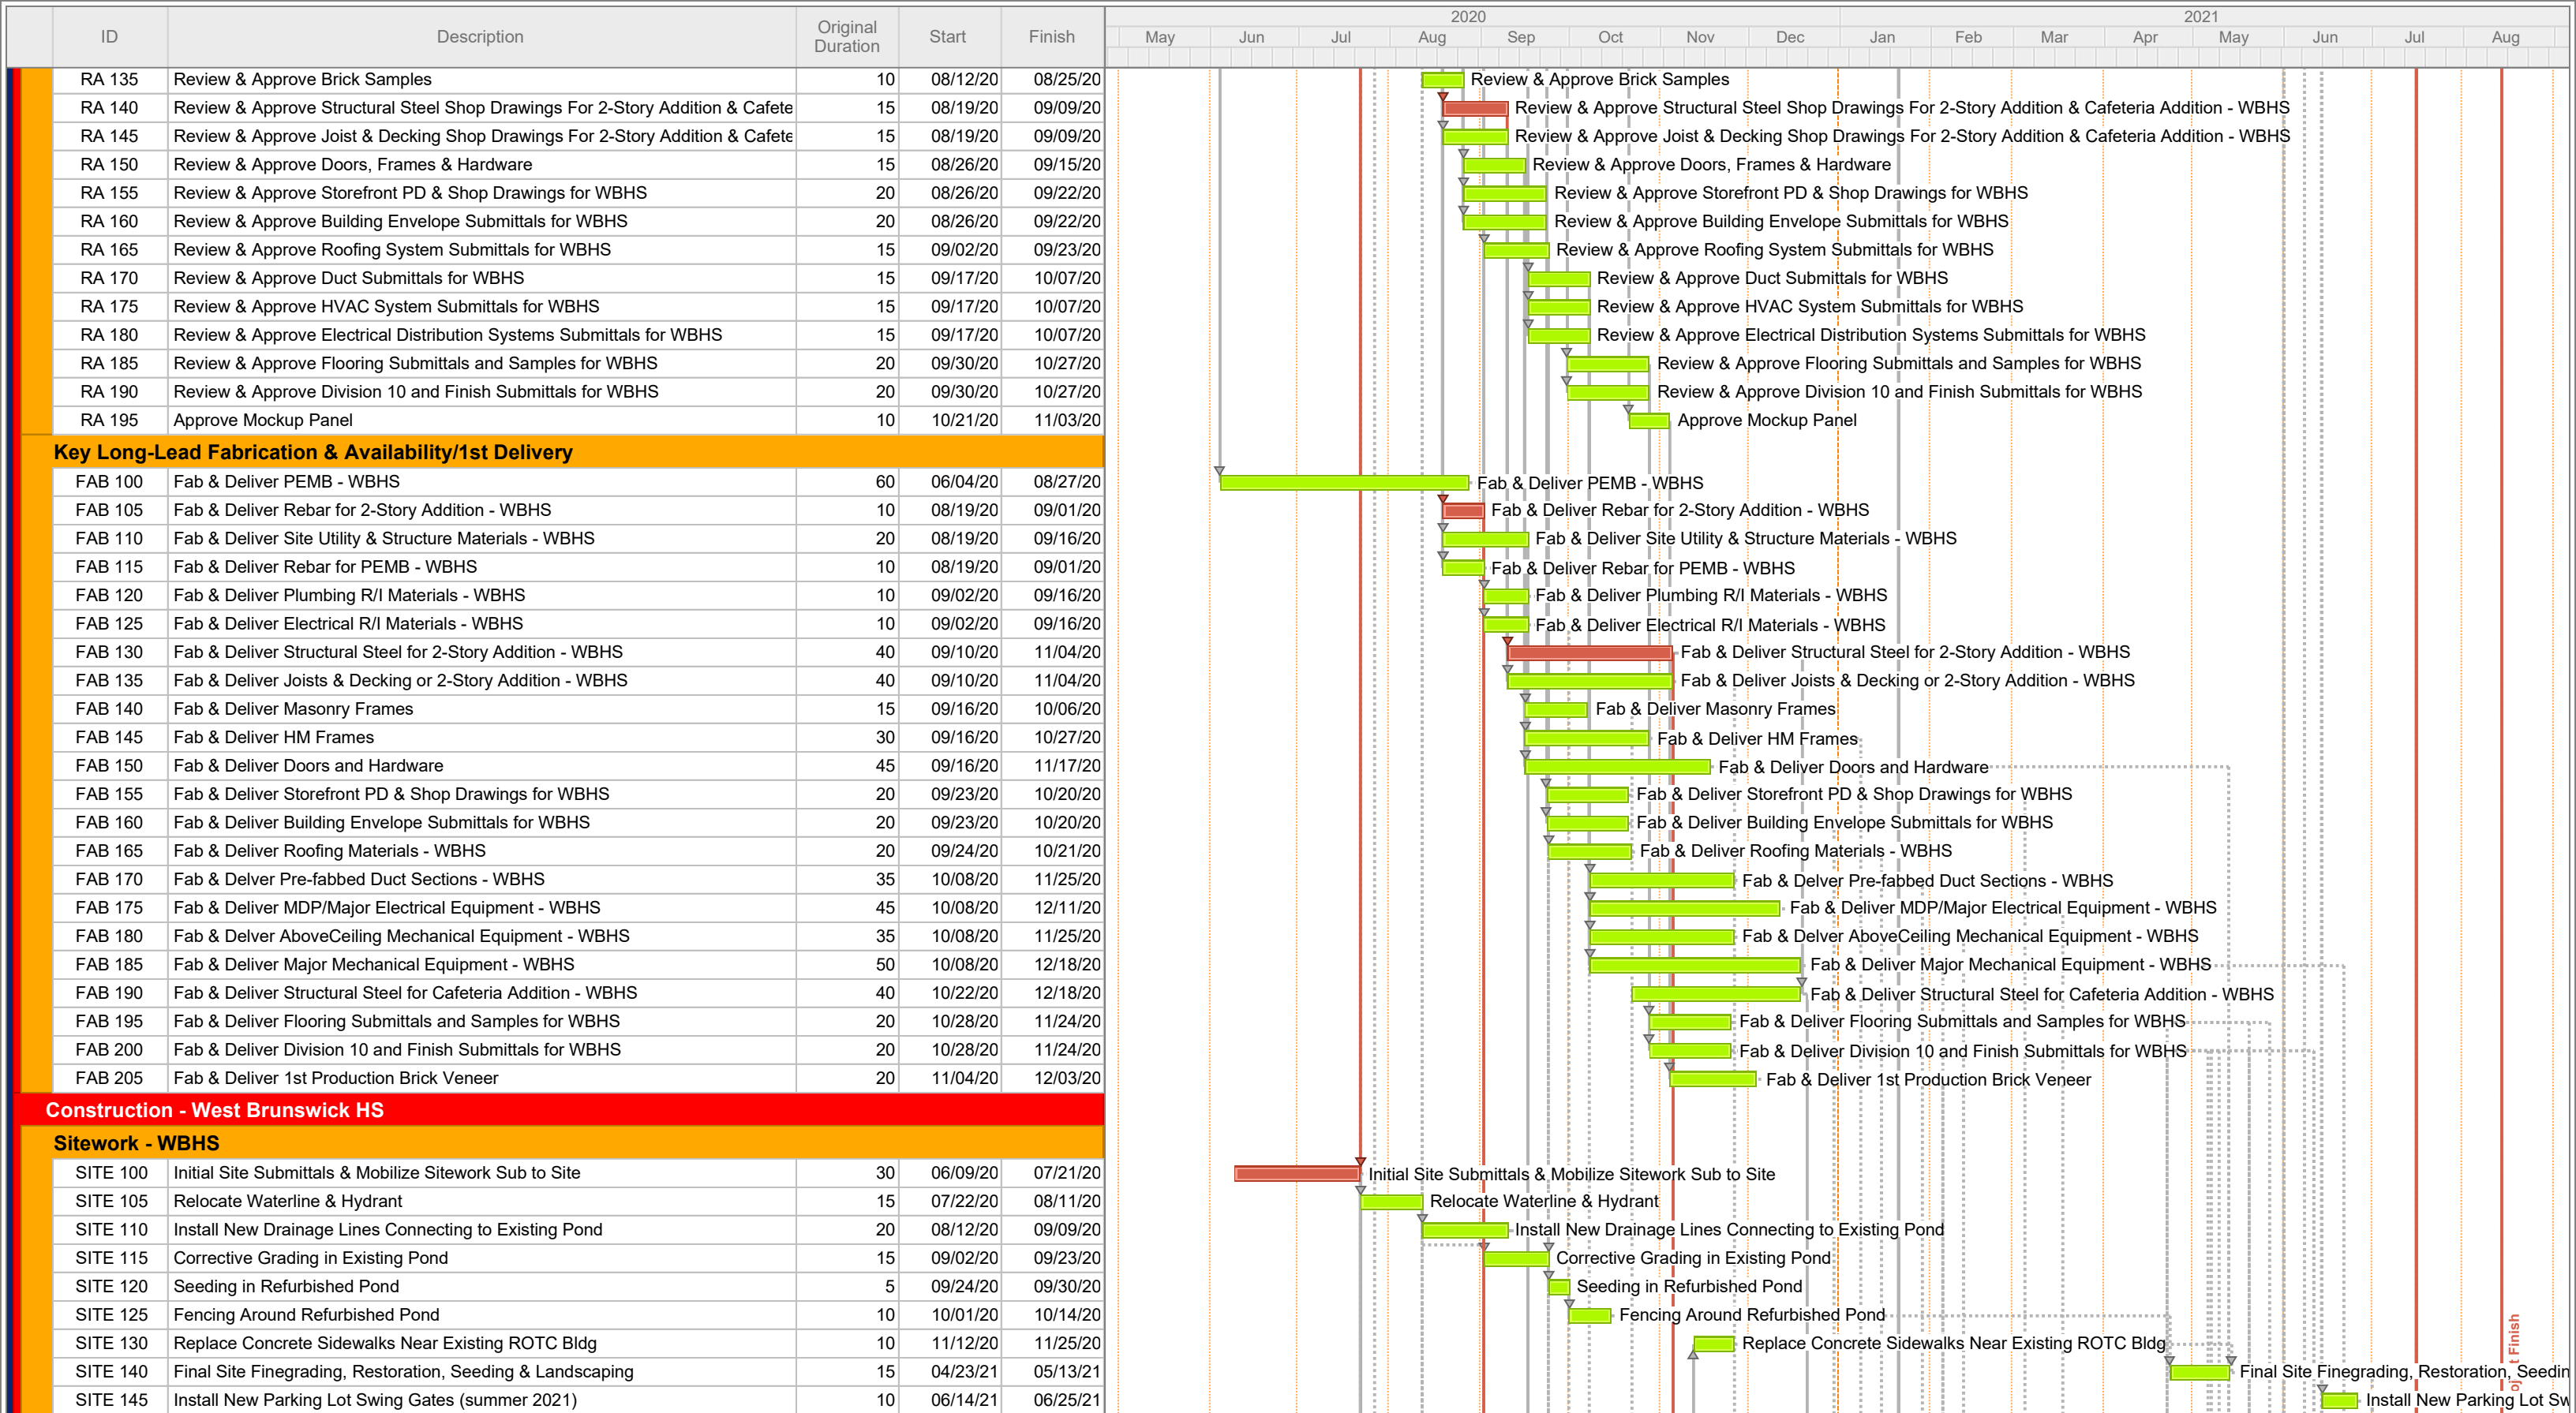 ID Description Original Duration Start Finish
2020 2021
May Jun Jul Aug Sep Oct Nov Dec Jan Feb Mar Apr May Jun Jul Aug
RA 135 Review & Approve Brick Samples 10 08/12/20 08/25/20 Review & Approve Brick Samples
RA 140 Review & Approve Structural Steel Shop Drawings For 2-Story Addition & Cafete 15 08/19/20 09/09/20 Review & Approve Structural Steel Shop Drawings For 2-Story Addition & Cafeteria Addition - WBHS
RA 145 Review & Approve Joist & Decking Shop Drawings For 2-Story Addition & Cafete 15 08/19/20 09/09/20 Review & Approve Joist & Decking Shop Drawings For 2-Story Addition & Cafeteria Addition - WBHS
RA 150 Review & Approve Doors, Frames & Hardware 15 08/26/20 09/15/20 Review & Approve Doors, Frames & Hardware
RA 155 Review & Approve Storefront PD & Shop Drawings for WBHS 20 08/26/20 09/22/20 Review & Approve Storefront PD & Shop Drawings for WBHS
RA 160 Review & Approve Building Envelope Submittals for WBHS 20 08/26/20 09/22/20 Review & Approve Building Envelope Submittals for WBHS
RA 165 Review & Approve Roofing System Submittals for WBHS 15 09/02/20 09/23/20 Review & Approve Roofing System Submittals for WBHS
RA 170 Review & Approve Duct Submittals for WBHS 15 09/17/20 10/07/20 Review & Approve Duct Submittals for WBHS
RA 175 Review & Approve HVAC System Submittals for WBHS 15 09/17/20 10/07/20 Review & Approve HVAC System Submittals for WBHS
RA 180 Review & Approve Electrical Distribution Systems Submittals for WBHS 15 09/17/20 10/07/20 Review & Approve Electrical Distribution Systems Submittals for WBHS
RA 185 Review & Approve Flooring Submittals and Samples for WBHS 20 09/30/20 10/27/20 Review & Approve Flooring Submittals and Samples for WBHS
RA 190 Review & Approve Division 10 and Finish Submittals for WBHS 20 09/30/20 10/27/20 Review & Approve Division 10 and Finish Submittals for WBHS
RA 195 Approve Mockup Panel 10 10/21/20 11/03/20 Approve Mockup Panel
Key Long-Lead Fabrication & Availability/1st Delivery
FAB 100 Fab & Deliver PEMB - WBHS 60 06/04/20 08/27/20 Fab & Deliver PEMB - WBHS
FAB 105 Fab & Deliver Rebar for 2-Story Addition - WBHS 10 08/19/20 09/01/20 Fab & Deliver Rebar for 2-Story Addition - WBHS
FAB 110 Fab & Deliver Site Utility & Structure Materials - WBHS 20 08/19/20 09/16/20 Fab & Deliver Site Utility & Structure Materials - WBHS
FAB 115 Fab & Deliver Rebar for PEMB - WBHS 10 08/19/20 09/01/20 Fab & Deliver Rebar for PEMB - WBHS
FAB 120 Fab & Deliver Plumbing R/I Materials - WBHS 10 09/02/20 09/16/20 Fab & Deliver Plumbing R/I Materials - WBHS
FAB 125 Fab & Deliver Electrical R/I Materials - WBHS 10 09/02/20 09/16/20 Fab & Deliver Electrical R/I Materials - WBHS
FAB 130 Fab & Deliver Structural Steel for 2-Story Addition - WBHS 40 09/10/20 11/04/20 Fab & Deliver Structural Steel for 2-Story Addition - WBHS
FAB 135 Fab & Deliver Joists & Decking or 2-Story Addition - WBHS 40 09/10/20 11/04/20 Fab & Deliver Joists & Decking or 2-Story Addition - WBHS
FAB 140 Fab & Deliver Masonry Frames 15 09/16/20 10/06/20 Fab & Deliver Masonry Frames
FAB 145 Fab & Deliver HM Frames 30 09/16/20 10/27/20 Fab & Deliver HM Frames
FAB 150 Fab & Deliver Doors and Hardware 45 09/16/20 11/17/20 Fab & Deliver Doors and Hardware
FAB 155 Fab & Deliver Storefront PD & Shop Drawings for WBHS 20 09/23/20 10/20/20 Fab & Deliver Storefront PD & Shop Drawings for WBHS
FAB 160 Fab & Deliver Building Envelope Submittals for WBHS 20 09/23/20 10/20/20 Fab & Deliver Building Envelope Submittals for WBHS
FAB 165 Fab & Deliver Roofing Materials - WBHS 20 09/24/20 10/21/20 Fab & Deliver Roofing Materials - WBHS
FAB 170 Fab & Delver Pre-fabbed Duct Sections - WBHS 35 10/08/20 11/25/20 Fab & Delver Pre-fabbed Duct Sections - WBHS
FAB 175 Fab & Deliver MDP/Major Electrical Equipment - WBHS 45 10/08/20 12/11/20 Fab & Deliver MDP/Major Electrical Equipment - WBHS
FAB 180 Fab & Delver AboveCeiling Mechanical Equipment - WBHS 35 10/08/20 11/25/20 Fab & Delver AboveCeiling Mechanical Equipment - WBHS
FAB 185 Fab & Deliver Major Mechanical Equipment - WBHS 50 10/08/20 12/18/20 Fab & Deliver Major Mechanical Equipment - WBHS
FAB 190 Fab & Deliver Structural Steel for Cafeteria Addition - WBHS 40 10/22/20 12/18/20 Fab & Deliver Structural Steel for Cafeteria Addition - WBHS
FAB 195 Fab & Deliver Flooring Submittals and Samples for WBHS 20 10/28/20 11/24/20 Fab & Deliver Flooring Submittals and Samples for WBHS
FAB 200 Fab & Deliver Division 10 and Finish Submittals for WBHS 20 10/28/20 11/24/20 Fab & Deliver Division 10 and Finish Submittals for WBHS
FAB 205 Fab & Deliver 1st Production Brick Veneer 20 11/04/20 12/03/20 Fab & Deliver 1st Production Brick Veneer
Construction - West Brunswick HS
Sitework - WBHS
SITE 100 Initial Site Submittals & Mobilize Sitework Sub to Site 30 06/09/20 07/21/20 Initial Site Submittals & Mobilize Sitework Sub to Site
SITE 105 Relocate Waterline & Hydrant 15 07/22/20 08/11/20 Relocate Waterline & Hydrant
SITE 110 Install New Drainage Lines Connecting to Existing Pond 20 08/12/20 09/09/20 Install New Drainage Lines Connecting to Existing Pond
SITE 115 Corrective Grading in Existing Pond 15 09/02/20 09/23/20 Corrective Grading in Existing Pond
SITE 120 Seeding in Refurbished Pond 5 09/24/20 09/30/20 Seeding in Refurbished Pond
SITE 125 Fencing Around Refurbished Pond 10 10/01/20 10/14/20 Fencing Around Refurbished Pond
SITE 130 Replace Concrete Sidewalks Near Existing ROTC Bldg 10 11/12/20 11/25/20 Replace Concrete Sidewalks Near Existing ROTC Bldg
SITE 140 Final Site Finegrading, Restoration, Seeding & Landscaping 15 04/23/21 05/13/21 Final Site Finegrading, Restoration, Seedin
SITE 145 Install New Parking Lot Swing Gates (summer 2021) 10 06/14/21 06/25/21 Install New Parking Lot Sw
Finish